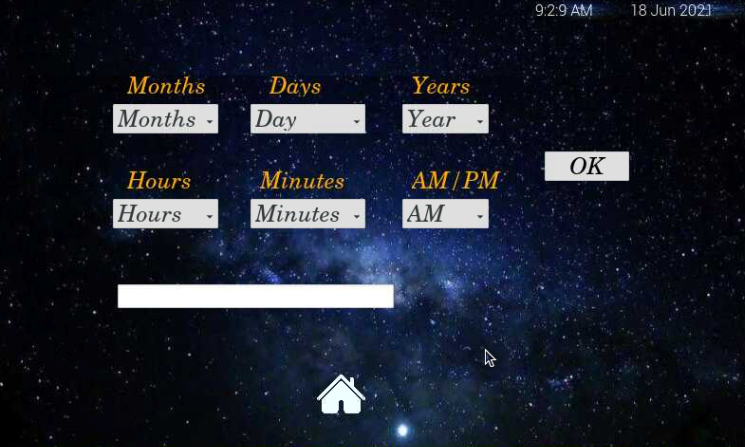 9:2:9 AM 18 Jun 2021
Months Days Years
Months Day Year
OK
Hours Minutes AM/PM
Hours Minutes AM